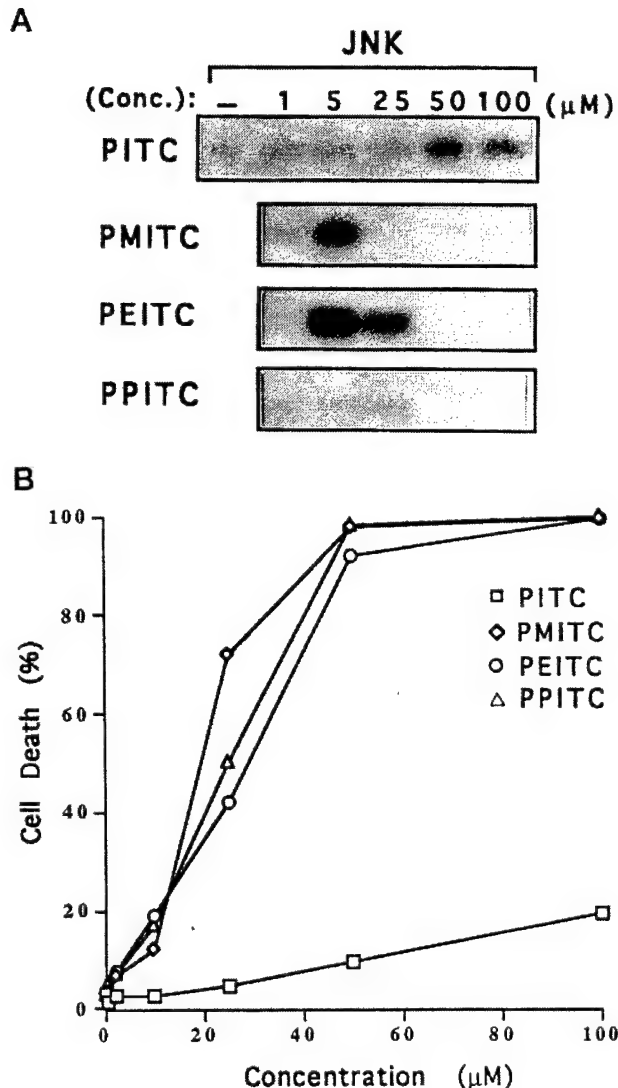 A
JNK
(Conc.): – 1 5 25 50 100 (μM)
PITC
PMITC
PEITC
PPITC
B
100
80
60
40
20
0
Cell Death (%)
PITC
PMITC
PEITC
PPITC
0 20 40 60 80 100
Concentration (μM)